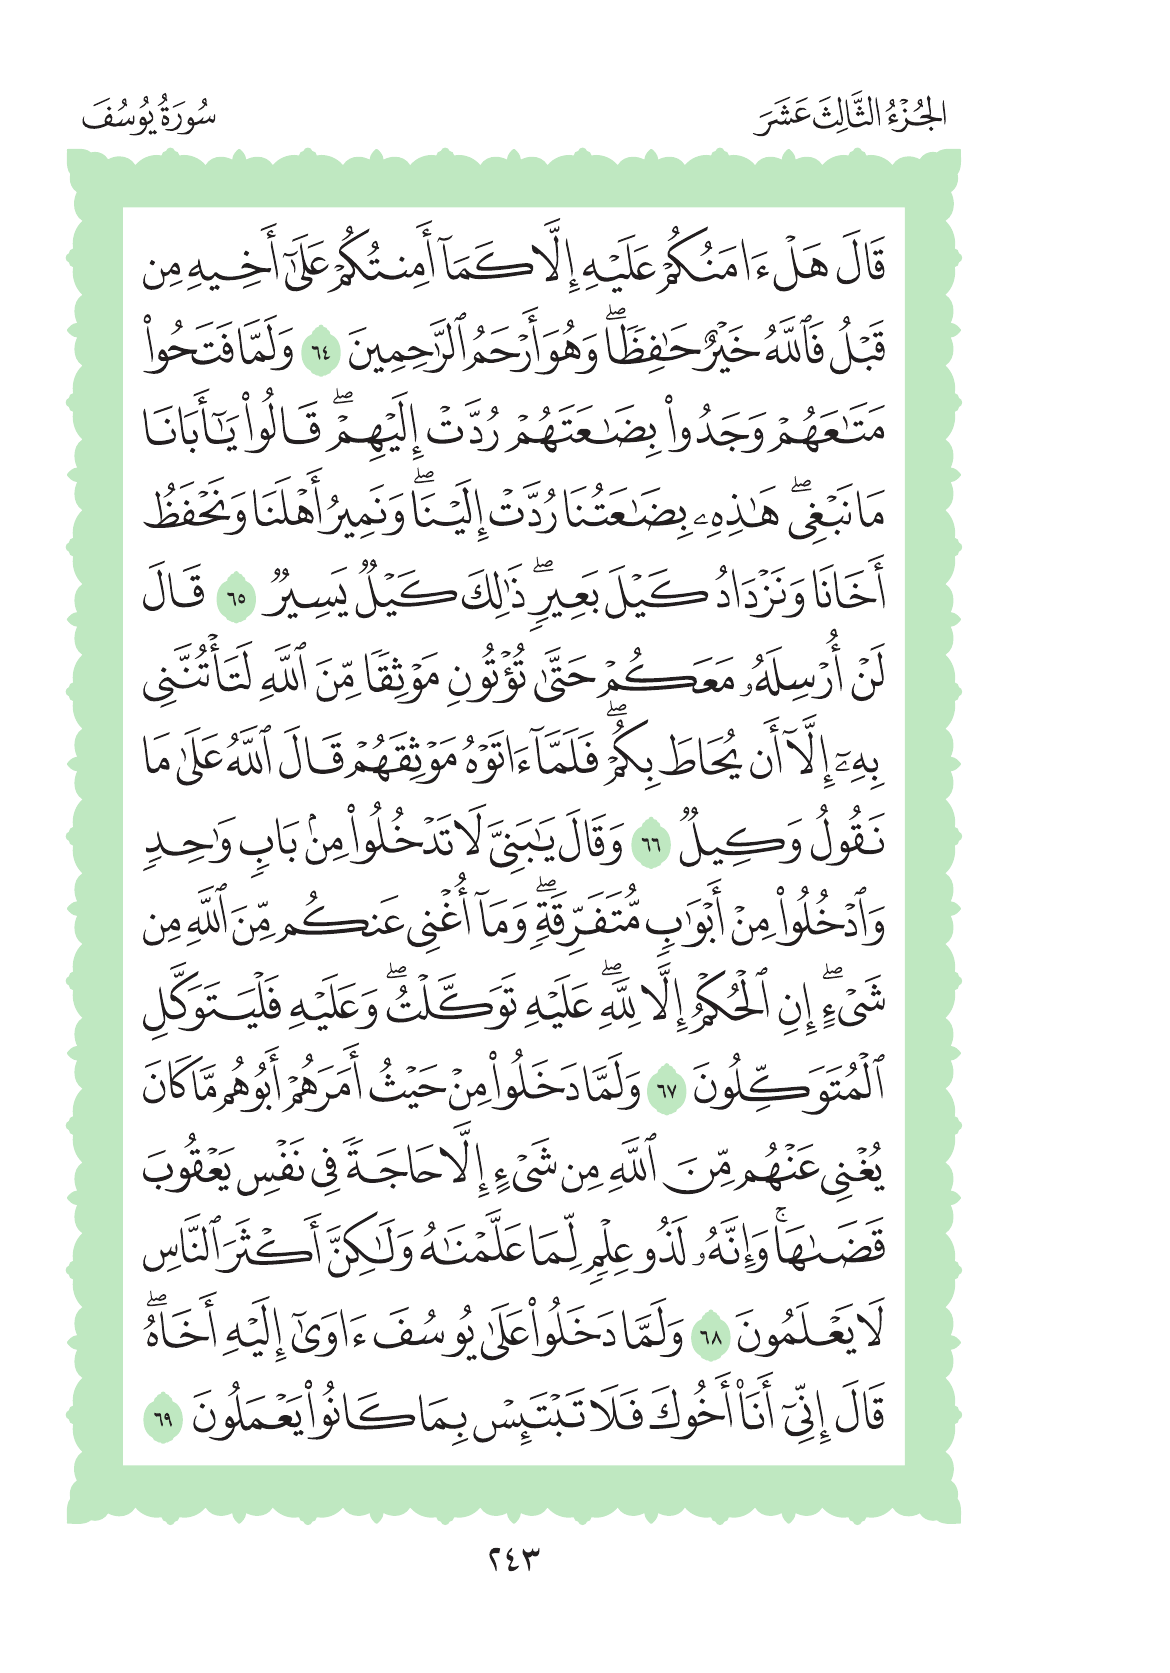 الجُزْءُ الثَّالِثَ عَشَرَ
سُورَةُ يُوسُفَ
قَالَ هَلْ ءَامَنُكُمْ عَلَيْهِ إِلَّا كَمَآ أَمِنتُكُمْ عَلَىٰٓ أَخِيهِ مِن
قَبْلُ فَٱللَّهُ خَيْرٌ حَـٰفِظًاۖ وَهُوَ أَرْحَمُ ٱلرَّٰحِمِينَ ٦٤ وَلَمَّا فَتَحُوا۟
مَتَـٰعَهُمْ وَجَدُوا۟ بِضَـٰعَتَهُمْ رُدَّتْ إِلَيْهِمْۖ قَالُوا۟ يَـٰٓأَبَانَا
مَا نَبْغِىۖ هَـٰذِهِۦ بِضَـٰعَتُنَا رُدَّتْ إِلَيْنَاۖ وَنَمِيرُ أَهْلَنَا وَنَحْفَظُ
أَخَانَا وَنَزْدَادُ كَيْلَ بَعِيرٍۖ ذَٰلِكَ كَيْلٌ يَسِيرٌ ٦٥ قَالَ
لَنْ أُرْسِلَهُۥ مَعَكُمْ حَتَّىٰ تُؤْتُونِ مَوْثِقًا مِّنَ ٱللَّهِ لَتَأْتُنَّنِى
بِهِۦٓ إِلَّآ أَن يُحَاطَ بِكُمْۖ فَلَمَّآ ءَاتَوْهُ مَوْثِقَهُمْ قَالَ ٱللَّهُ عَلَىٰ مَا
نَقُولُ وَكِيلٌ ٦٦ وَقَالَ يَـٰبَنِىَّ لَا تَدْخُلُوا۟ مِنۢ بَابٍ وَٰحِدٍ
وَٱدْخُلُوا۟ مِنْ أَبْوَٰبٍ مُّتَفَرِّقَةٍۖ وَمَآ أُغْنِى عَنكُم مِّنَ ٱللَّهِ مِن
شَىْءٍۖ إِنِ ٱلْحُكْمُ إِلَّا لِلَّهِۖ عَلَيْهِ تَوَكَّلْتُۖ وَعَلَيْهِ فَلْيَتَوَكَّلِ
ٱلْمُتَوَكِّلُونَ ٦٧ وَلَمَّا دَخَلُوا۟ مِنْ حَيْثُ أَمَرَهُمْ أَبُوهُم مَّا كَانَ
يُغْنِى عَنْهُم مِّنَ ٱللَّهِ مِن شَىْءٍ إِلَّا حَاجَةً فِى نَفْسِ يَعْقُوبَ
قَضَىٰهَاۚ وَإِنَّهُۥ لَذُو عِلْمٍ لِّمَا عَلَّمْنَـٰهُ وَلَـٰكِنَّ أَكْثَرَ ٱلنَّاسِ
لَا يَعْلَمُونَ ٦٨ وَلَمَّا دَخَلُوا۟ عَلَىٰ يُوسُفَ ءَاوَىٰٓ إِلَيْهِ أَخَاهُۖ
قَالَ إِنِّىٓ أَنَا۠ أَخُوكَ فَلَا تَبْتَئِسْ بِمَا كَانُوا۟ يَعْمَلُونَ ٦٩
٢٤٣